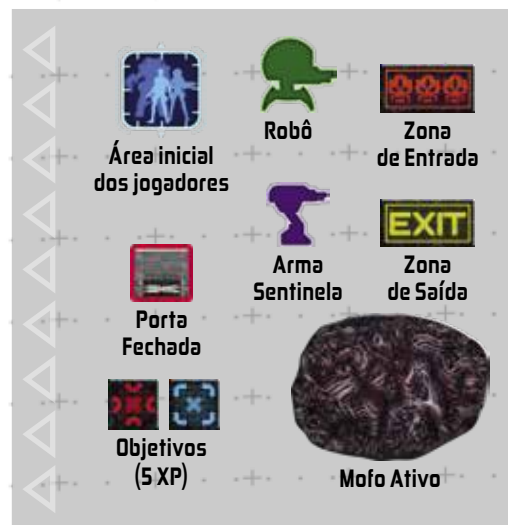 Área inicial
dos jogadores
Robô
Zona
de Entrada
Arma
Sentinela
EXIT
Zona
de Saída
Porta
Fechada
Objetivos
(5 XP)
Mofo Ativo